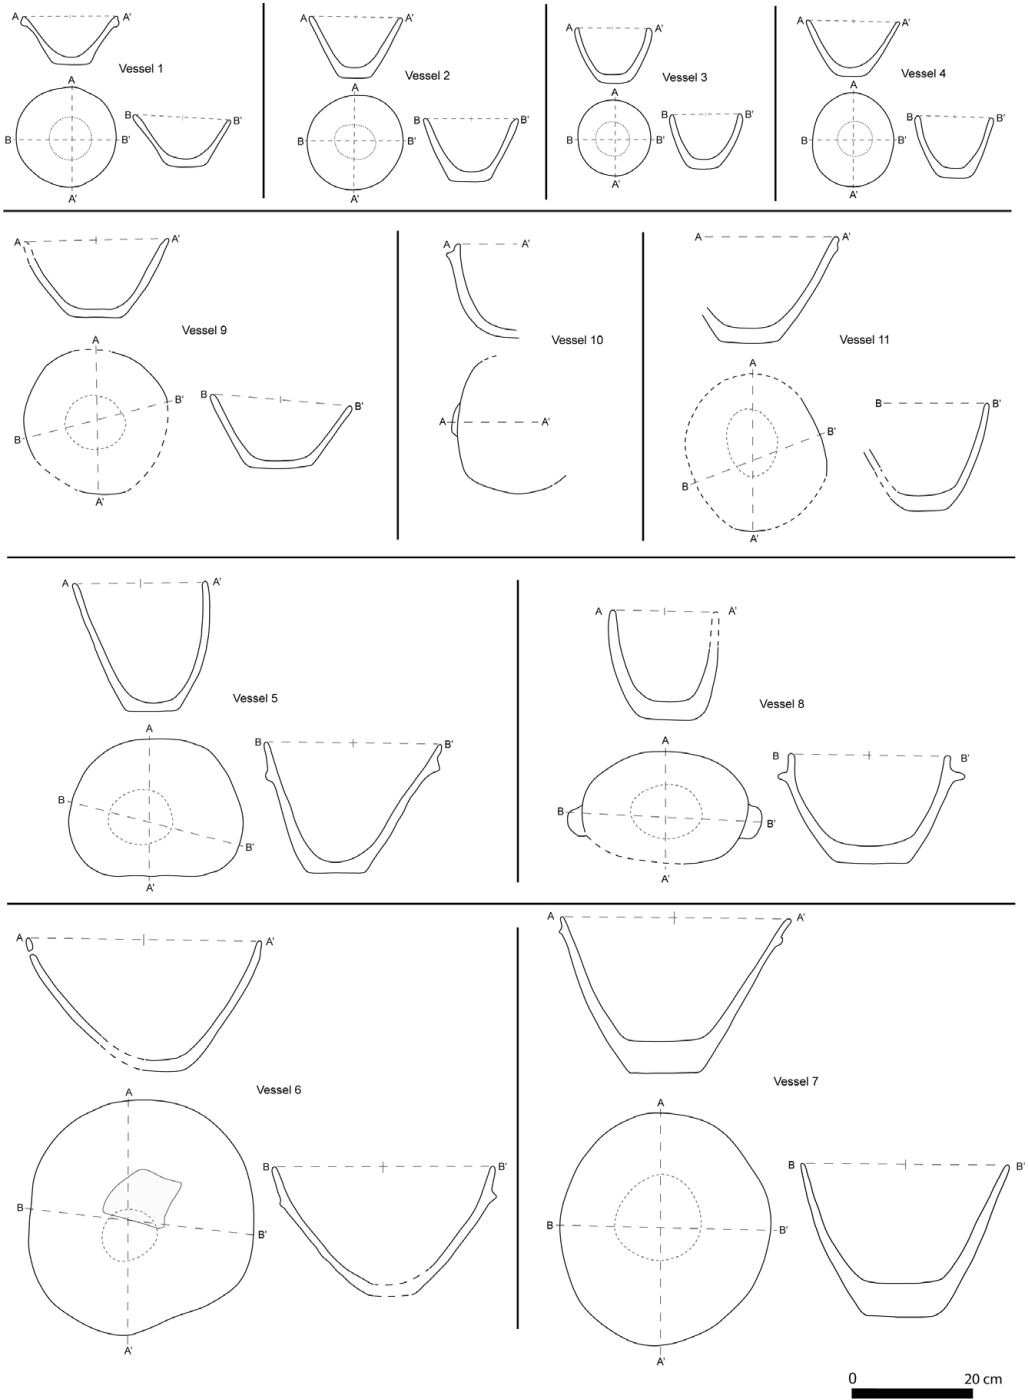 A A'
Vessel 1
A
B B'
A'
B B'
A A'
Vessel 2
A
B B'
A'
B B'
A A'
Vessel 3
A
B B'
A'
B B'
A A'
Vessel 4
A
B B'
A'
B B'
A A'
Vessel 9
A
B B'
A'
B B'
A A'
Vessel 10
A A'
A A'
Vessel 11
A
B B'
A'
B B'
A A'
Vessel 5
A
B B'
A'
B B'
A A'
Vessel 8
A
B B'
A'
B B'
A A'
Vessel 6
A
B B'
A'
B B'
A A'
Vessel 7
A
B B'
A'
B B'
0 20 cm